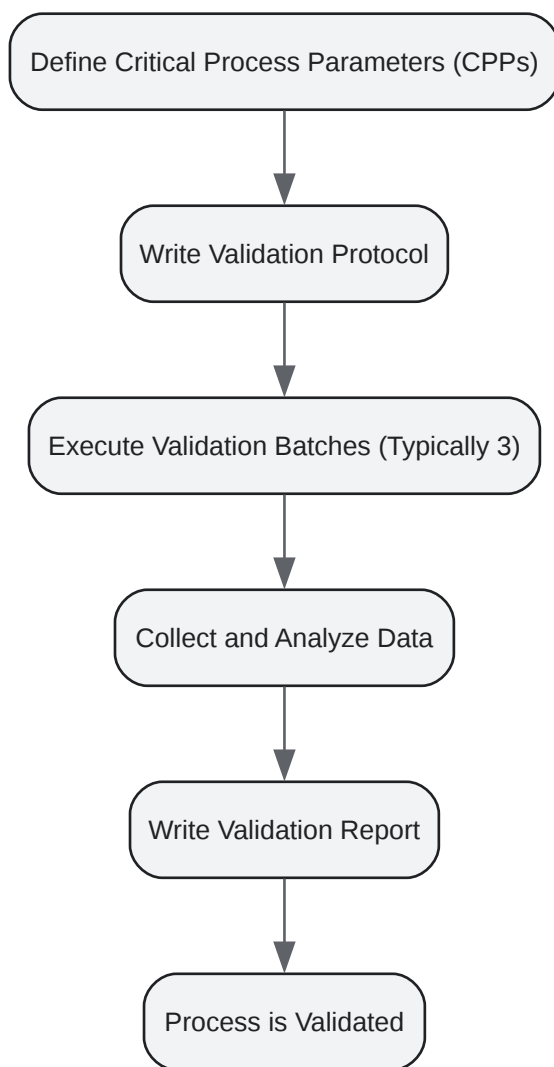 Define Critical Process Parameters (CPPs)
Write Validation Protocol
Execute Validation Batches (Typically 3)
Collect and Analyze Data
Write Validation Report
Process is Validated